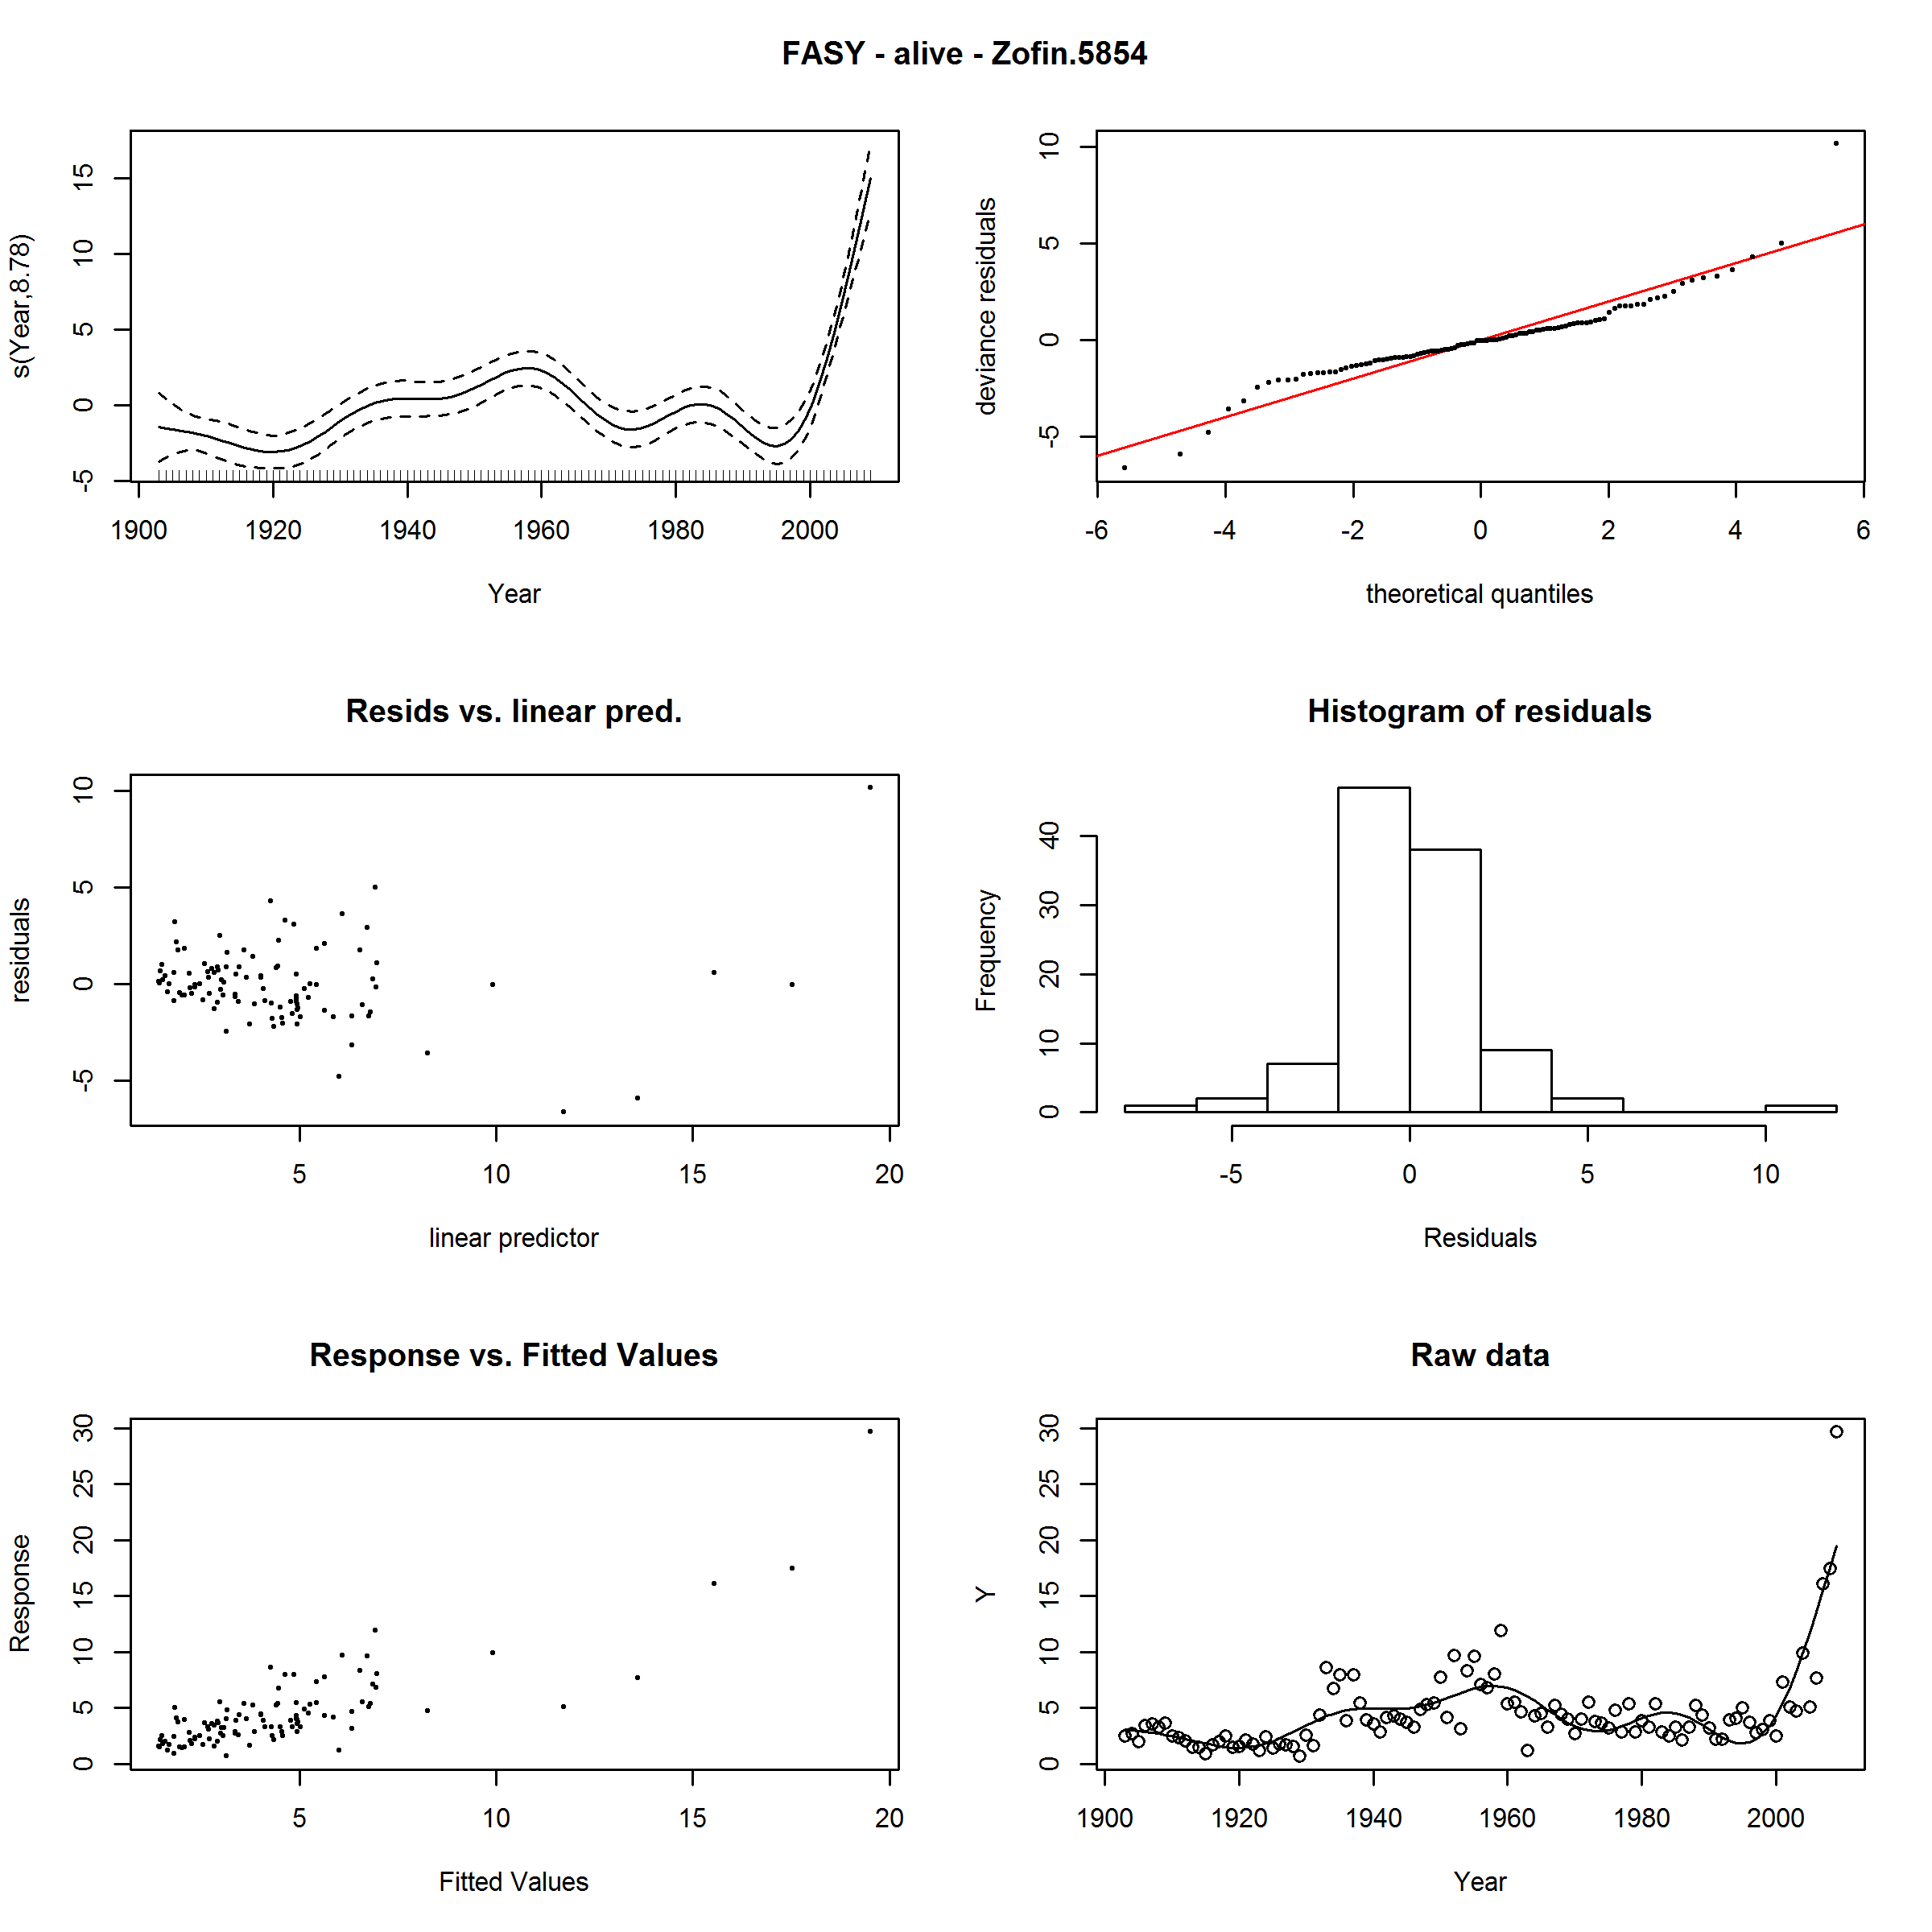 FASY - alive - Zofin.5854
s(Year,8.78)
-5 0 5 10 15
1900 1920 1940 1960 1980 2000
Year
deviance residuals
-5 0 5 10
-6 -4 -2 0 2 4 6
theoretical quantiles
Resids vs. linear pred.
residuals
-5 0 5 10
5 10 15 20
linear predictor
Histogram of residuals
Frequency
0 10 20 30 40
-5 0 5 10
Residuals
Response vs. Fitted Values
Response
0 5 10 15 20 25 30
5 10 15 20
Fitted Values
Raw data
Y
0 5 10 15 20 25 30
1900 1920 1940 1960 1980 2000
Year